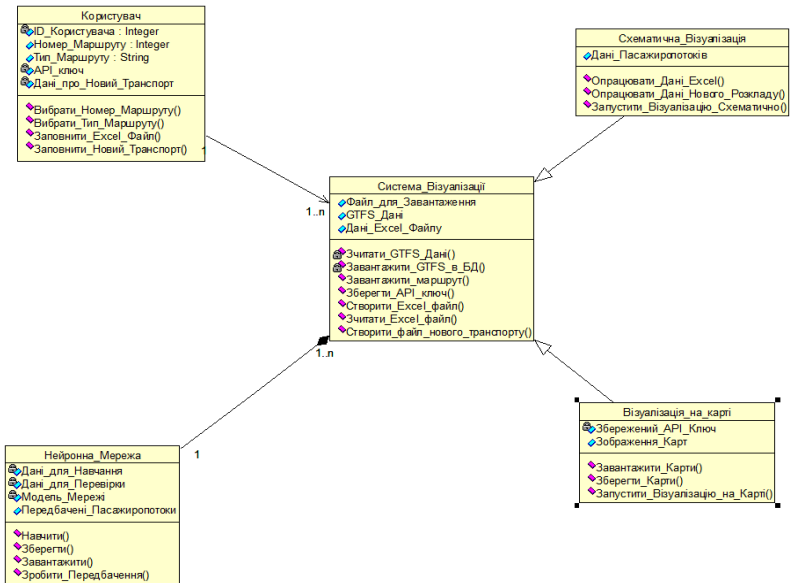 Користувач
ID_Користувача : Integer
Номер_Маршруту : Integer
Тип_Маршруту : String
API_ключ
Дані_про_Новий_Транспорт
Вибрати_Номер_Маршруту()
Вибрати_Тип_Маршруту()
Заповнити_Excel_Файл()
Заповнити_Новий_Транспорт()
1
1..n
Схематична_Візуалізація
Дані_Пасажиропотоків
Опрацювати_Дані_Excel()
Опрацювати_Дані_Нового_Розкладу()
Запустити_Візуалізацію_Схематично()
Система_Візуалізації
Файл_для_Завантаження
GTFS_Дані
Дані_Excel_Файлу
Зчитати_GTFS_Дані()
Завантажити_GTFS_в_БД()
Завантажити_маршрут()
Зберегти_API_ключ()
Створити_Excel_файл()
Зчитати_Excel_файл()
Створити_файл_нового_транспорту()
1..n
1
Візуалізація_на_карті
Збережений_API_Ключ
Зображення_Карт
Завантажити_Карти()
Зберегти_Карти()
Запустити_Візуалізацію_на_Карті()
Нейронна_Мережа
Дані_для_Навчання
Дані_для_Перевірки
Модель_Мережі
Передбачені_Пасажиропотоки
Навчити()
Зберегти()
Завантажити()
Зробити_Передбачення()